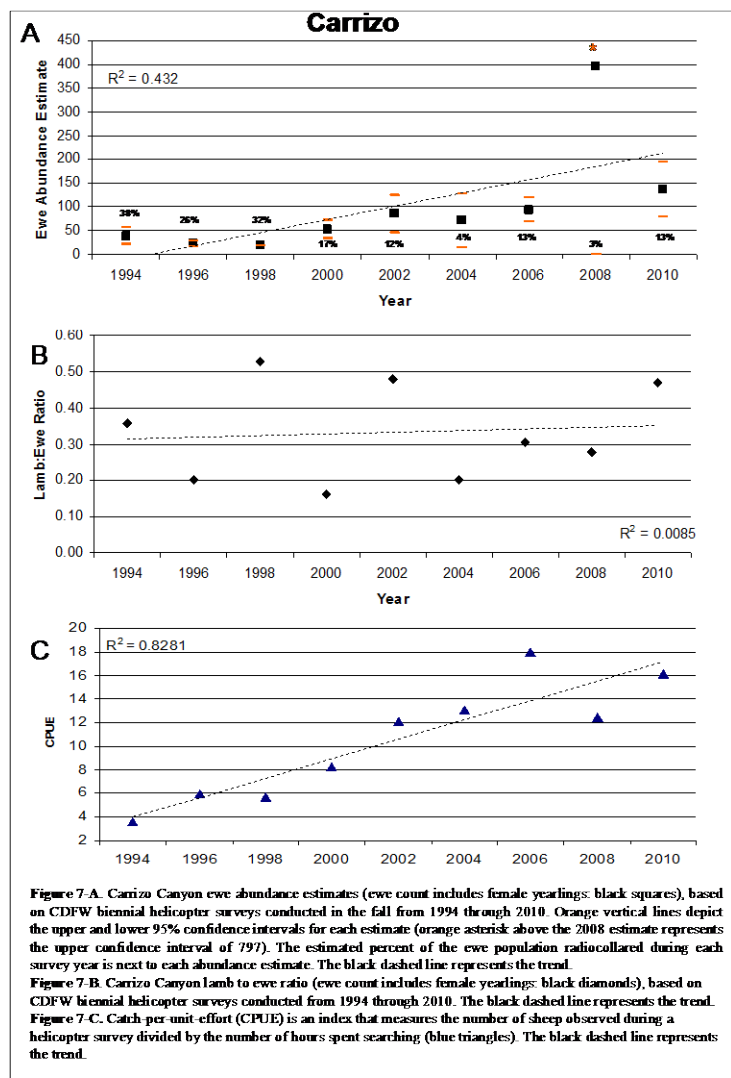 Carrizo
A
Ewe Abundance Estimate
450
400
350
300
250
200
150
100
50
0
R² = 0.432
*
38%
26%
32%
17%
12%
4%
13%
3%
13%
1994 1996 1998 2000 2002 2004 2006 2008 2010
Year
B
Lamb:Ewe Ratio
0.60
0.50
0.40
0.30
0.20
0.10
0.00
R² = 0.0085
1994 1996 1998 2000 2002 2004 2006 2008 2010
Year
C
CPUE
20
18
16
14
12
10
8
6
4
2
R² = 0.8281
1994 1996 1998 2000 2002 2004 2006 2008 2010
Figure 7-A. Carrizo Canyon ewe abundance estimates (ewe count includes female yearlings: black squares), based
on CDFW biennial helicopter surveys conducted in the fall from 1994 through 2010. Orange vertical lines depict
the upper and lower 95% confidence intervals for each estimate (orange asterisk above the 2008 estimate represents
the upper confidence interval of 797). The estimated percent of the ewe population radiocollared during each
survey year is next to each abundance estimate. The black dashed line represents the trend.
Figure 7-B. Carrizo Canyon lamb to ewe ratio (ewe count includes female yearlings: black diamonds), based on
CDFW biennial helicopter surveys conducted from 1994 through 2010. The black dashed line represents the trend.
Figure 7-C. Catch-per-unit-effort (CPUE) is an index that measures the number of sheep observed during a
helicopter survey divided by the number of hours spent searching (blue triangles). The black dashed line represents
the trend.